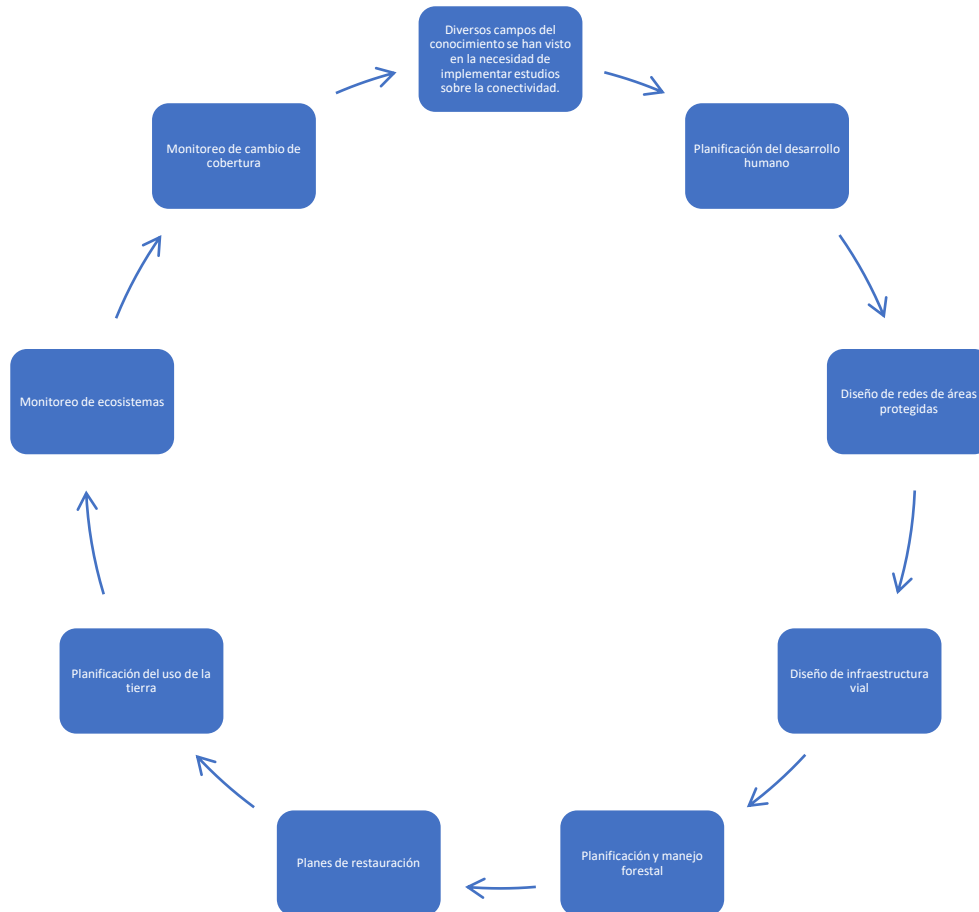 Diversos campos del
conocimiento se han visto
en la necesidad de
implementar estudios
sobre la conectividad.
Planificación del desarrollo
humano
Diseño de redes de áreas
protegidas
Diseño de infraestructura
vial
Planificación y manejo
forestal
Planes de restauración
Planificación del uso de la
tierra
Monitoreo de ecosistemas
Monitoreo de cambio de
cobertura